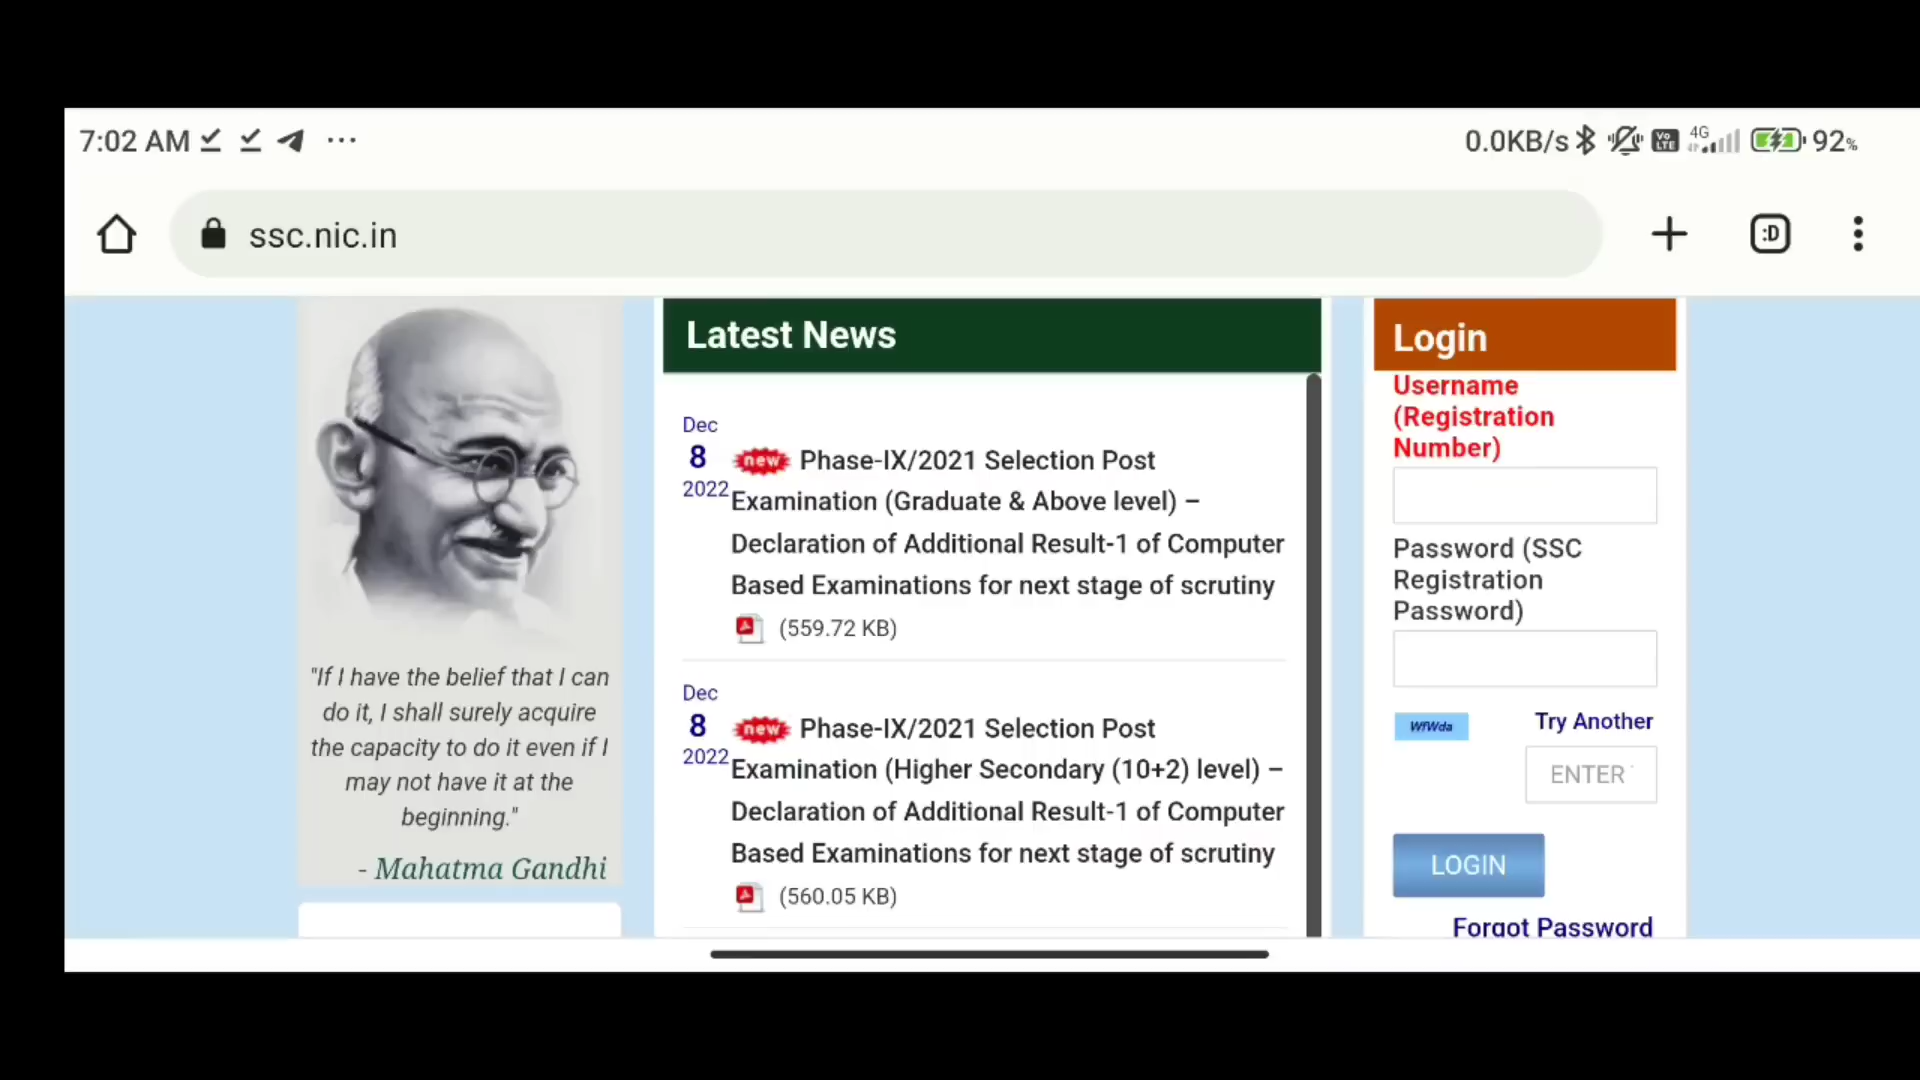 7:02 AM
0.0KB/s
Vo LTE
4G
92%
ssc.nic.in
:D
"If I have the belief that I can
do it, I shall surely acquire
the capacity to do it even if I
may not have it at the
beginning."
- Mahatma Gandhi
Latest News
Dec
8
2022
new Phase-IX/2021 Selection Post
Examination (Graduate & Above level) –
Declaration of Additional Result-1 of Computer
Based Examinations for next stage of scrutiny
(559.72 KB)
Dec
8
2022
new Phase-IX/2021 Selection Post
Examination (Higher Secondary (10+2) level) –
Declaration of Additional Result-1 of Computer
Based Examinations for next stage of scrutiny
(560.05 KB)
Login
Username
(Registration
Number)
Password (SSC
Registration
Password)
WfWda
Try Another
ENTER
LOGIN
Forgot Password